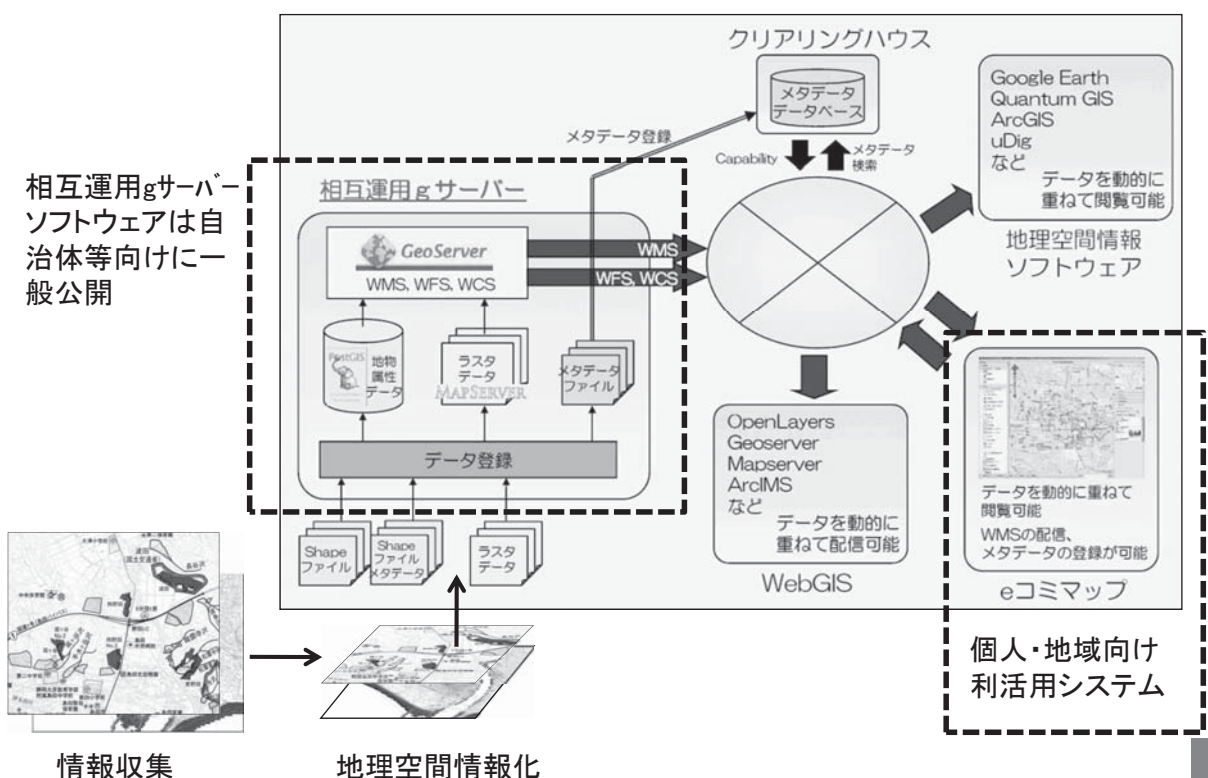 クリアリングハウス
メタデータ
データベース
メタデータ登録
Capability
メタデータ
検索
Google Earth
Quantum GIS
ArcGIS
uDig
など
データを動的に
重ねて閲覧可能
地理空間情報
ソフトウェア
相互運用gサーバー
ソフトウェアは自
治体等向けに一
般公開
相互運用gサーバー
GeoServer
WMS, WFS, WCS
WMS
WFS, WCS
PostGIS
地物
属性
データ
ラスタ
データ
MAPSERVER
メタデータ
ファイル
データ登録
Shape
ファイル
Shape
ファイル
メタデータ
ラスタ
データ
OpenLayers
Geoserver
Mapserver
ArcIMS
など
データを動的に
重ねて配信可能
WebGIS
データを動的に重ねて
閲覧可能
WMSの配信、
メタデータの登録が可能
eコミマップ
個人・地域向け
利活用システム
情報収集
地理空間情報化